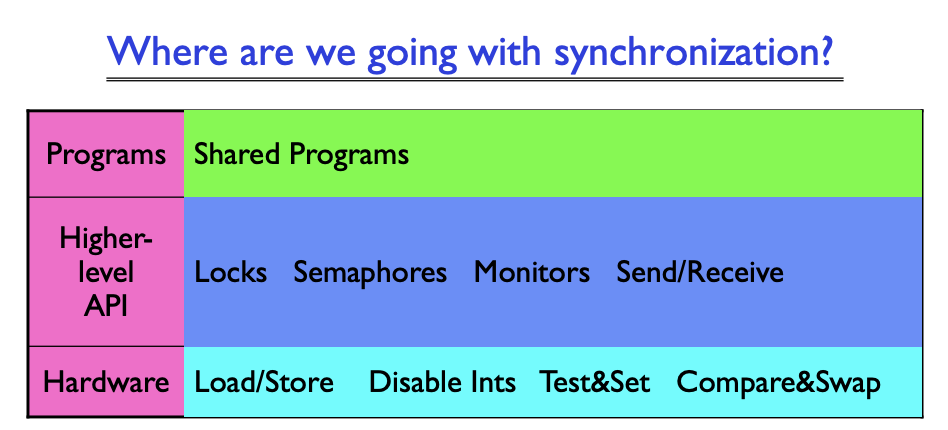 Where are we going with synchronization?
Programs
Shared Programs
Higher-
level
API
Locks Semaphores Monitors Send/Receive
Hardware
Load/Store Disable Ints Test&Set Compare&Swap